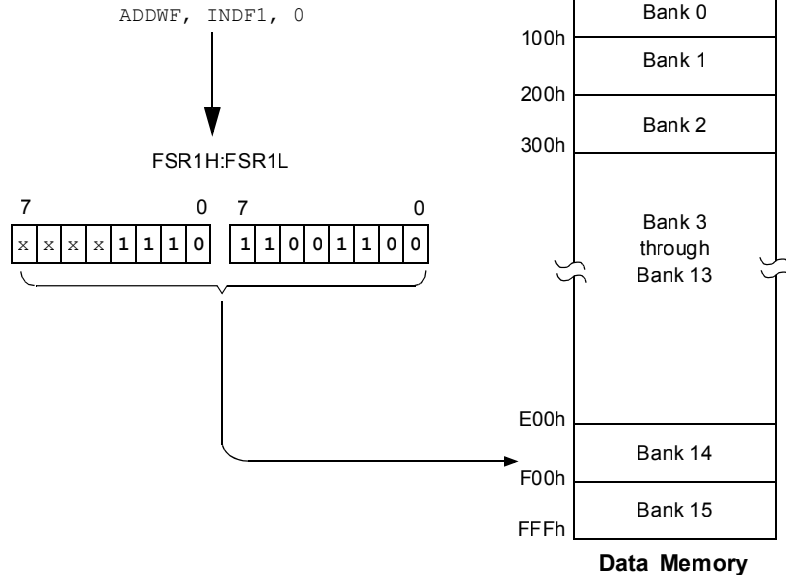 ADDWF, INDF1, 0
FSR1H:FSR1L
7 0 7 0
x x x x 1 1 1 0 1 1 0 0 1 1 0 0
Bank 0
100h
Bank 1
200h
Bank 2
300h
Bank 3
through
Bank 13
E00h
Bank 14
F00h
Bank 15
FFFh
Data Memory